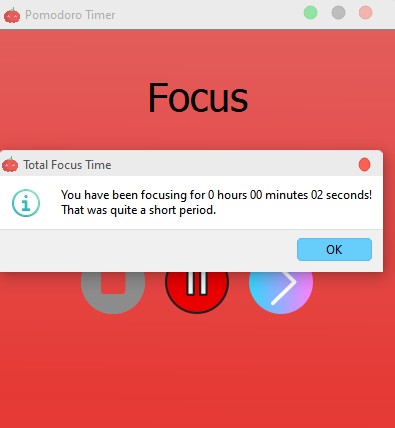 Pomodoro Timer
Focus
Total Focus Time
You have been focusing for 0 hours 00 minutes 02 seconds!
That was quite a short period.
OK